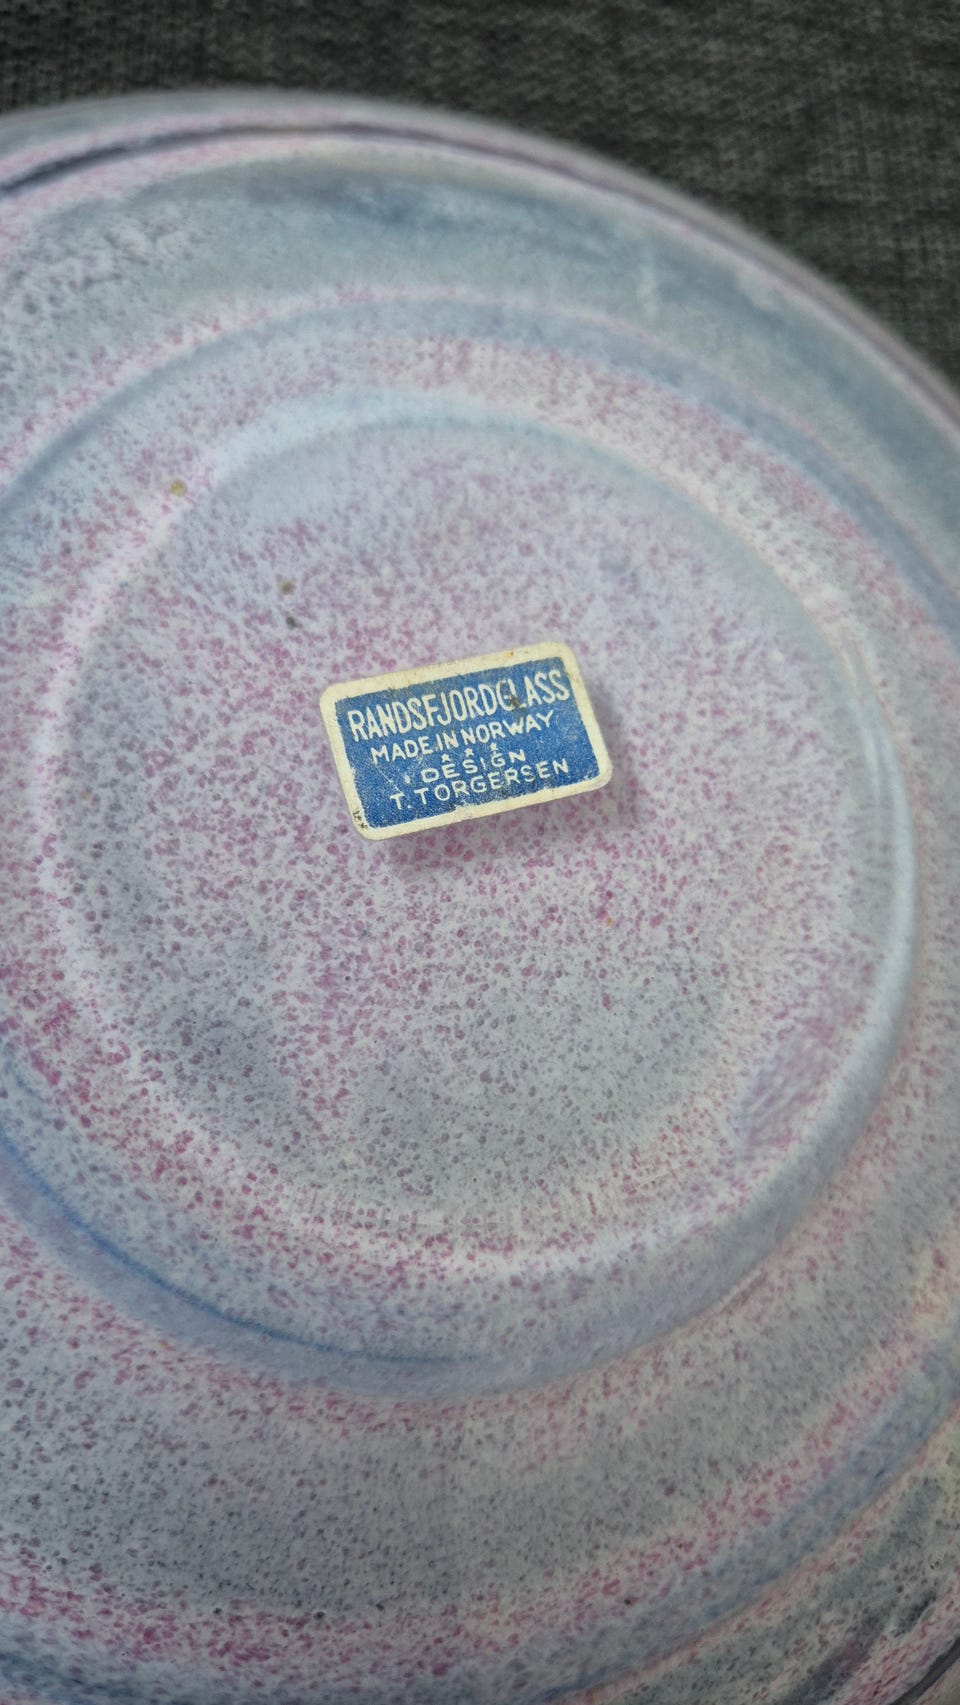 RANDSFJORDGLASS
MADE IN NORWAY
* * *
DESIGN
T. TORGERSEN